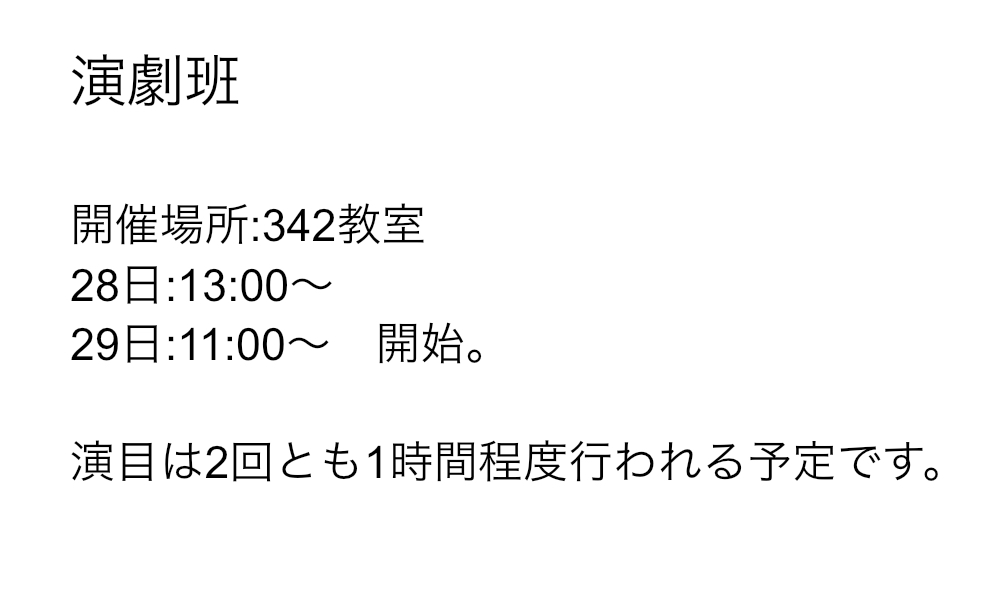 演劇班
開催場所:342教室
28日:13:00〜
29日:11:00〜　開始。
演目は2回とも1時間程度行われる予定です。